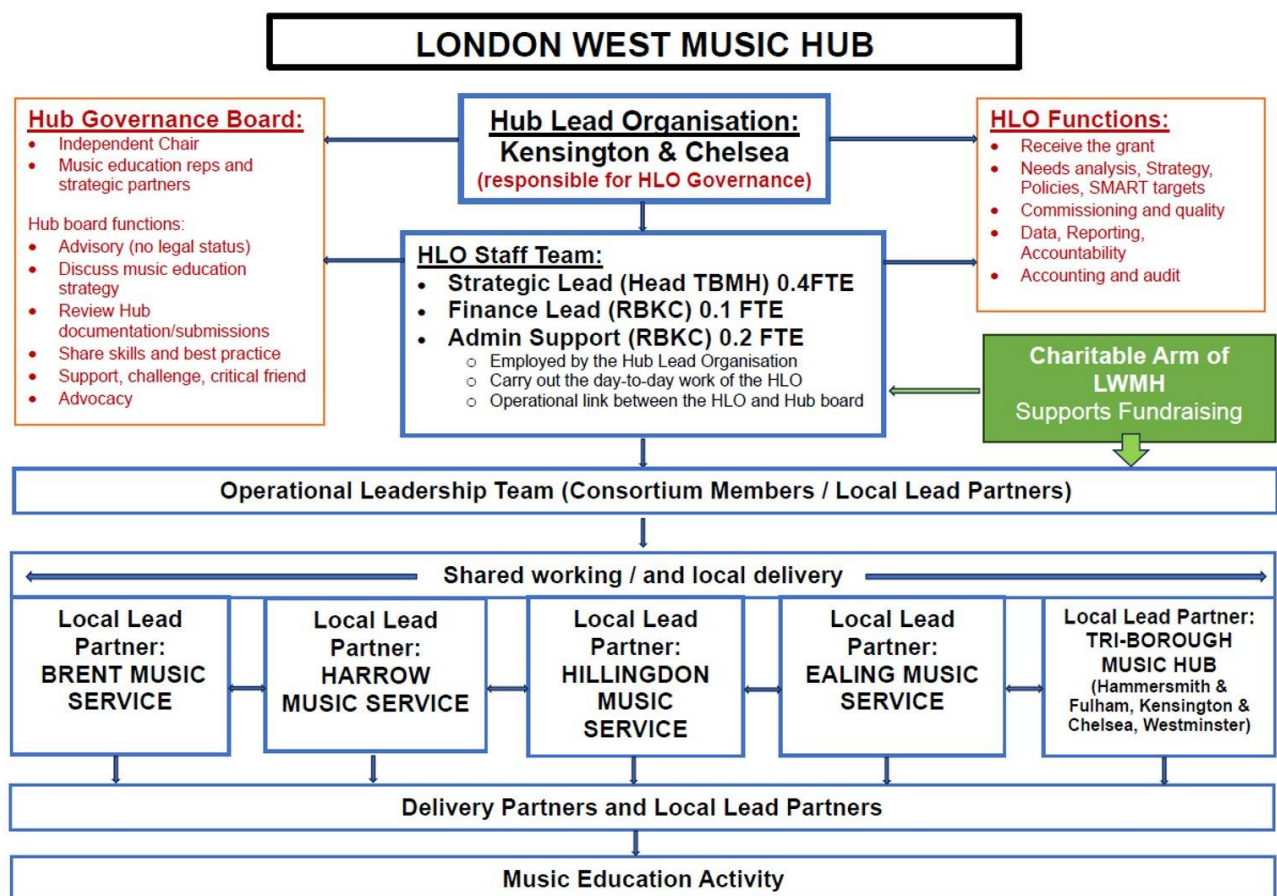 LONDON WEST MUSIC HUB
Hub Governance Board:
• Independent Chair
• Music education reps and
strategic partners
Hub board functions:
• Advisory (no legal status)
• Discuss music education
strategy
• Review Hub
documentation/submissions
• Share skills and best practice
• Support, challenge, critical friend
• Advocacy
Hub Lead Organisation:
Kensington & Chelsea
(responsible for HLO Governance)
HLO Functions:
• Receive the grant
• Needs analysis, Strategy,
Policies, SMART targets
• Commissioning and quality
• Data, Reporting,
Accountability
• Accounting and audit
HLO Staff Team:
• Strategic Lead (Head TBMH) 0.4FTE
• Finance Lead (RBKC) 0.1 FTE
• Admin Support (RBKC) 0.2 FTE
o Employed by the Hub Lead Organisation
o Carry out the day-to-day work of the HLO
o Operational link between the HLO and Hub board
Charitable Arm of
LWMH
Supports Fundraising
Operational Leadership Team (Consortium Members / Local Lead Partners)
Shared working / and local delivery
Local Lead
Partner:
BRENT MUSIC
SERVICE
Local Lead
Partner:
HARROW
MUSIC SERVICE
Local Lead
Partner:
HILLINGDON
MUSIC
SERVICE
Local Lead
Partner:
EALING MUSIC
SERVICE
Local Lead Partner:
TRI-BOROUGH
MUSIC HUB
(Hammersmith &
Fulham, Kensington &
Chelsea, Westminster)
Delivery Partners and Local Lead Partners
Music Education Activity